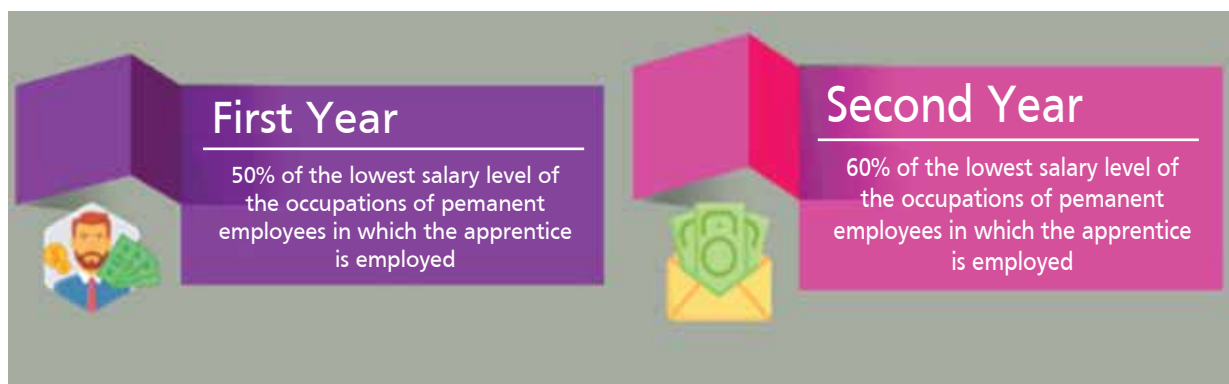 First Year
50% of the lowest salary level of
the occupations of pemanent
employees in which the apprentice
is employed
Second Year
60% of the lowest salary level of
the occupations of pemanent
employees in which the apprentice
is employed